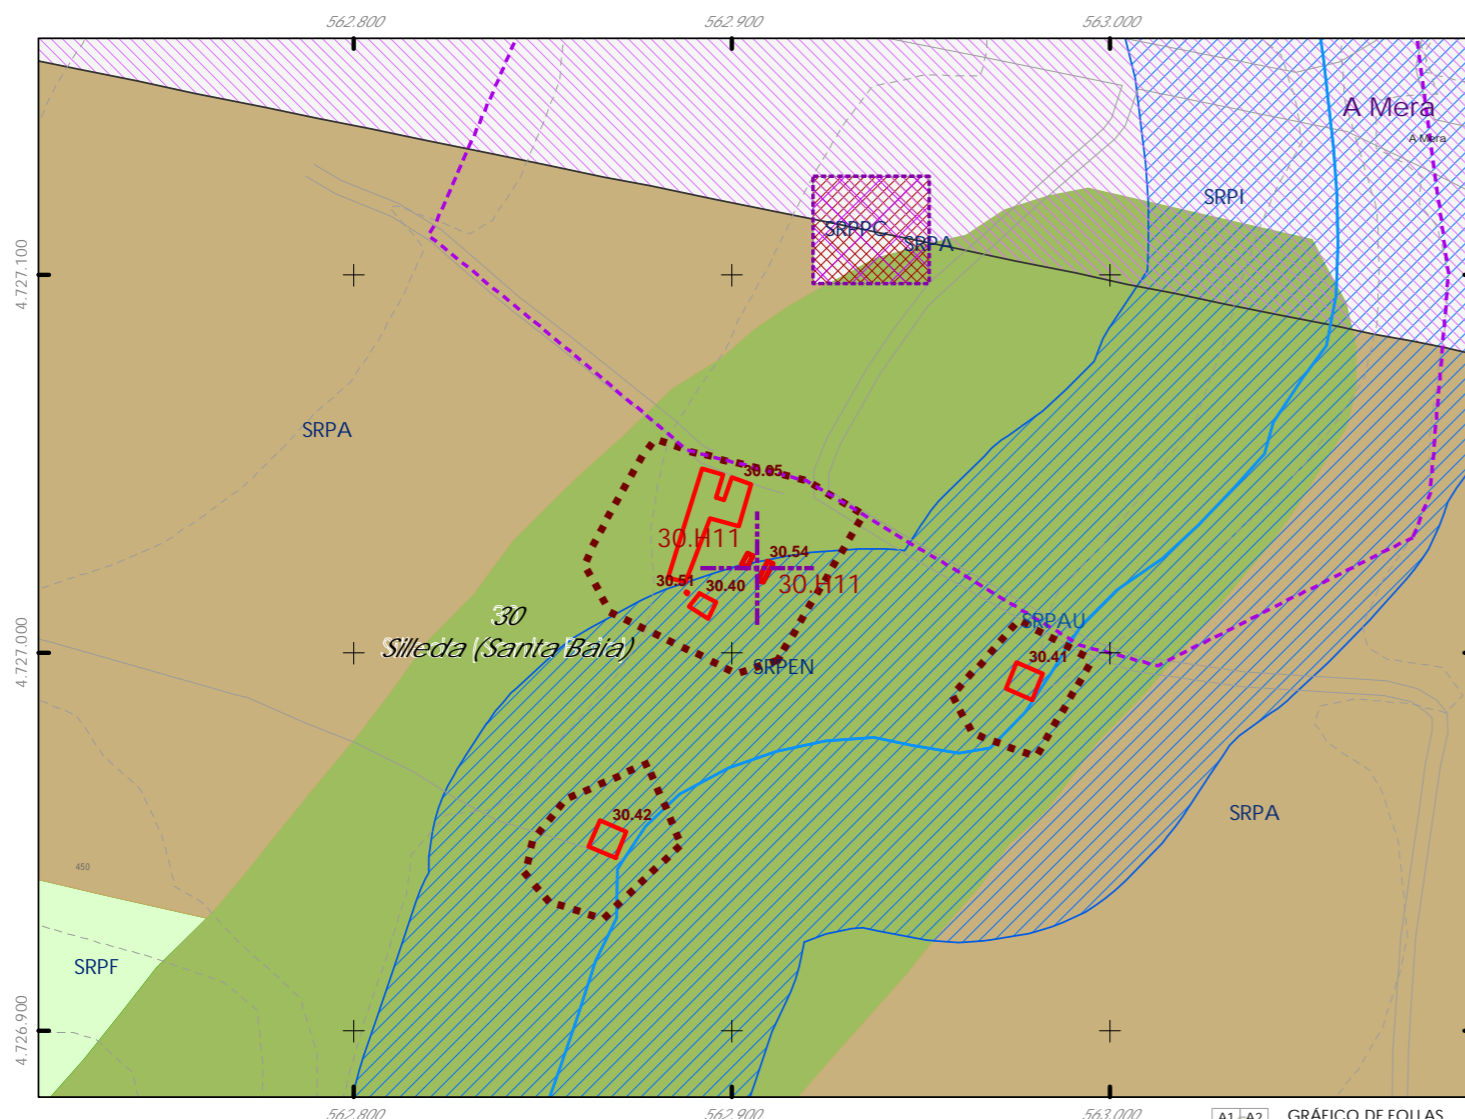 562.800 562.900 563.000
A Mera
A Mera
SRPI
SRPPC
SRPA
4.727.100
SRPA
30.05
30.H11
30.54
30.51 30.40 30.H11
30
Silleda (Santa Baia)
SRPAU
4.727.000
SRPEN
30.41
30.42
SRPA
450
SRPF
4.726.900
562.800 562.900 563.000
A1 A2 GRÁFICO DE FOLLAS